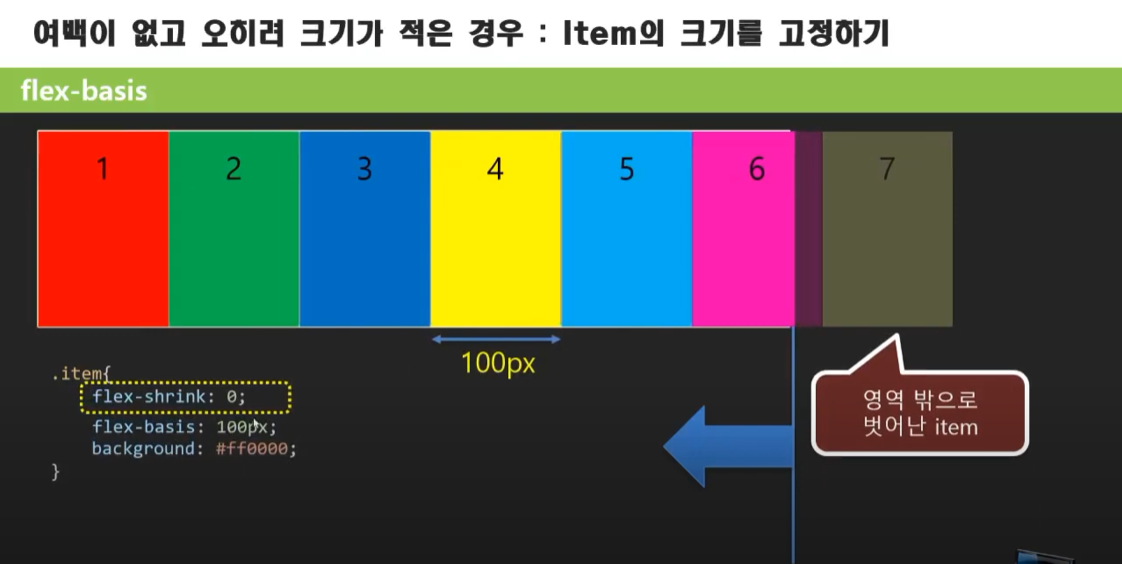 여백이 없고 오히려 크기가 적은 경우 : Item의 크기를 고정하기
flex-basis
1 2 3 4 5 6 7
100px
.item{
flex-shrink: 0;
flex-basis: 100px;
background: #ff0000;
}
영역 밖으로
벗어난 item